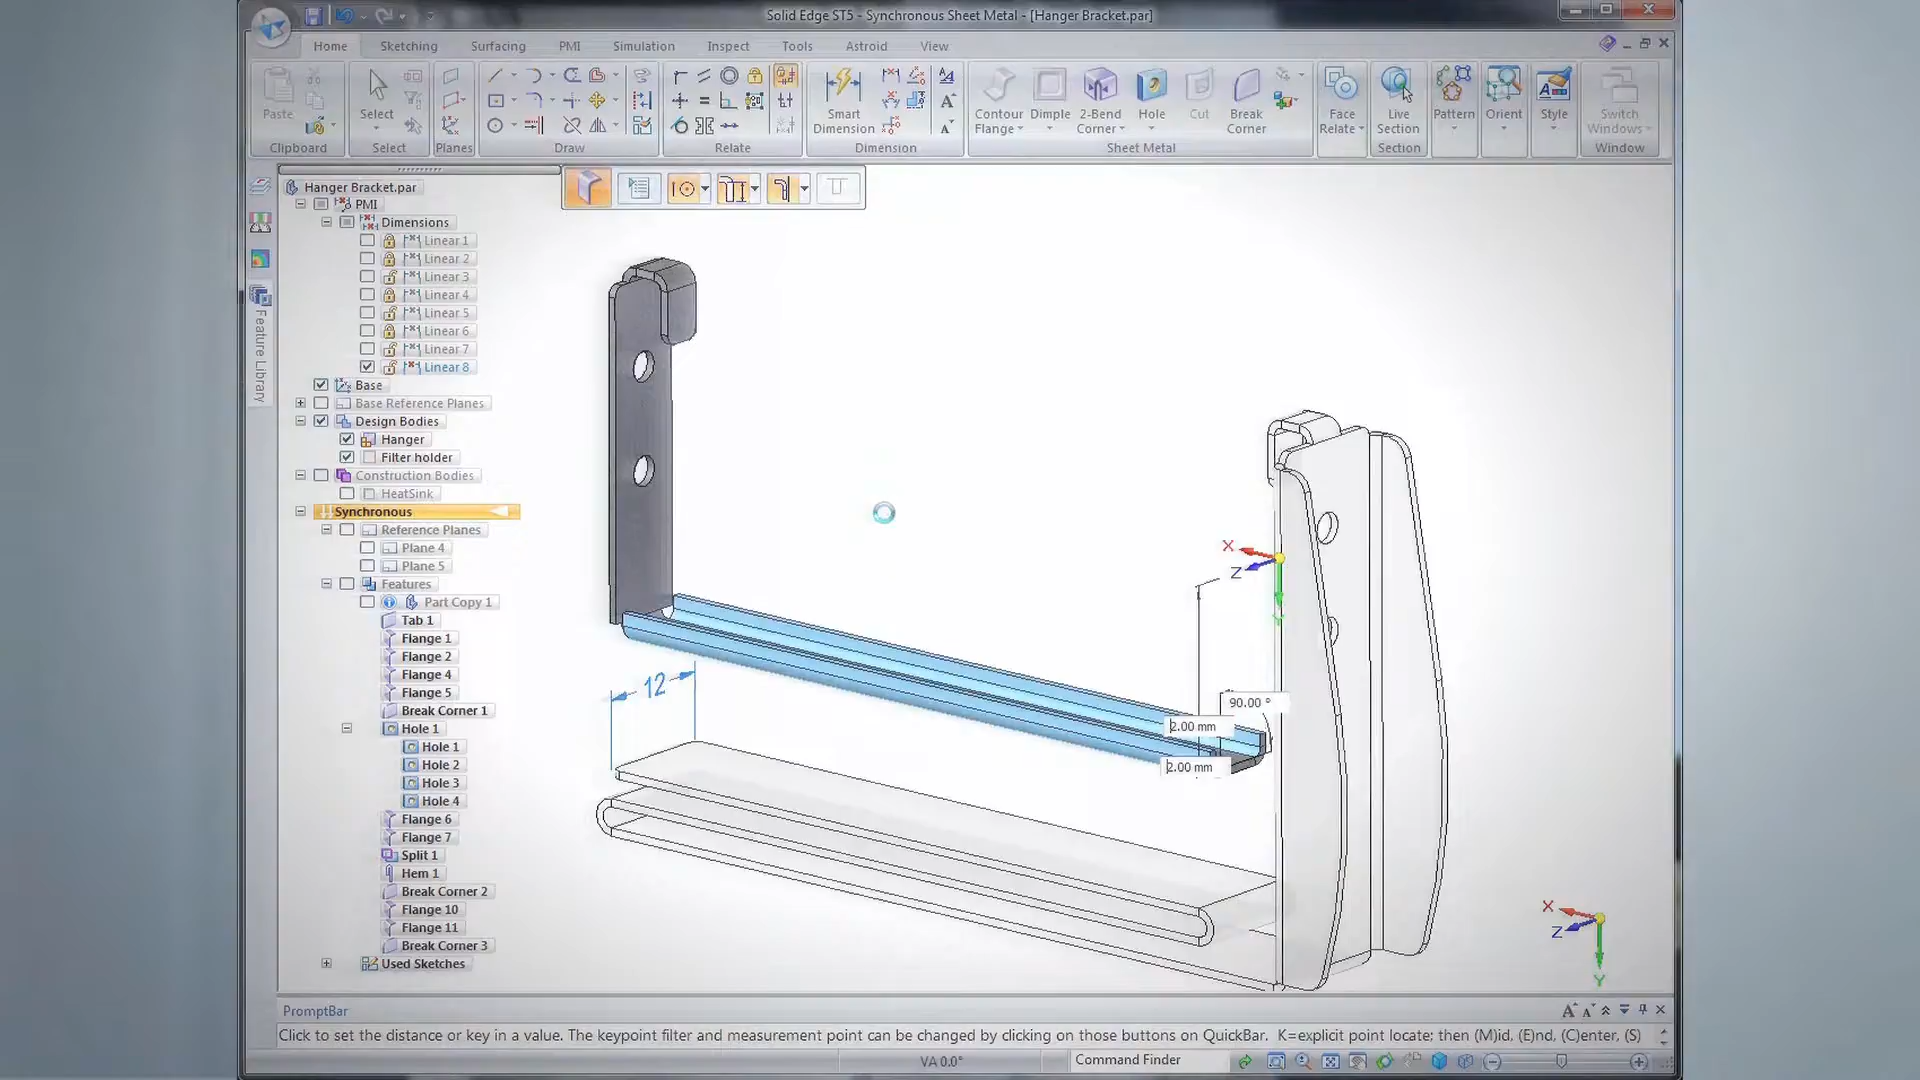 Solid Edge ST5 - Synchronous Sheet Metal - [Hanger Bracket.par]
Home Sketching Surfacing PMI Simulation Inspect Tools Astroid View
Paste
Select
Smart Dimension
Contour Flange
Dimple
2-Bend Corner
Hole
Cut
Break Corner
Face Relate
Live Section
Pattern
Orient
Style
Switch Windows
Clipboard Select Planes Draw Relate Dimension Sheet Metal Section Window
Hanger Bracket.par
PMI
Dimensions
Linear 1
Linear 2
Linear 3
Linear 4
Linear 5
Linear 6
Linear 7
Linear 8
Base
Base Reference Planes
Design Bodies
Hanger
Filter holder
Construction Bodies
HeatSink
Synchronous
Reference Planes
Plane 4
Plane 5
Features
Part Copy 1
Tab 1
Flange 1
Flange 2
Flange 4
Flange 5
Break Corner 1
Hole 1
Hole 1
Hole 2
Hole 3
Hole 4
Flange 6
Flange 7
Split 1
Hem 1
Break Corner 2
Flange 10
Flange 11
Break Corner 3
Used Sketches
Feature Library
12
X
Z
Y
90.00 °
2.00 mm
2.00 mm
X
Z
Y
PromptBar
Click to set the distance or key in a value. The keypoint filter and measurement point can be changed by clicking on those buttons on QuickBar. K=explicit point locate; then (M)id, (E)nd, (C)enter, (S)
VA 0.0°
Command Finder